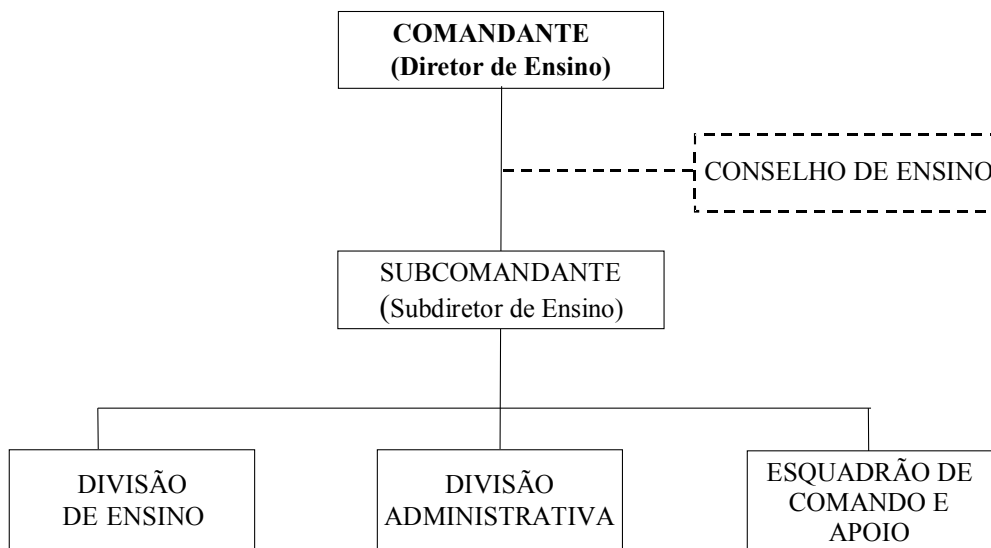 COMANDANTE
(Diretor de Ensino)
CONSELHO DE ENSINO
SUBCOMANDANTE
(Subdiretor de Ensino)
DIVISÃO
DE ENSINO
DIVISÃO
ADMINISTRATIVA
ESQUADRÃO DE
COMANDO E
APOIO